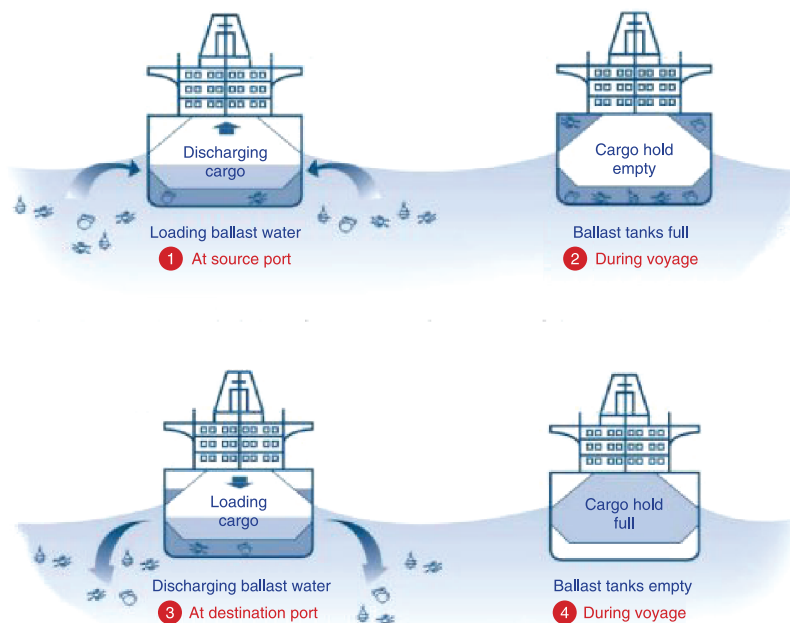 Discharging
cargo
Loading ballast water
1 At source port
Cargo hold
empty
Ballast tanks full
2 During voyage
Loading
cargo
Discharging ballast water
3 At destination port
Cargo hold
full
Ballast tanks empty
4 During voyage